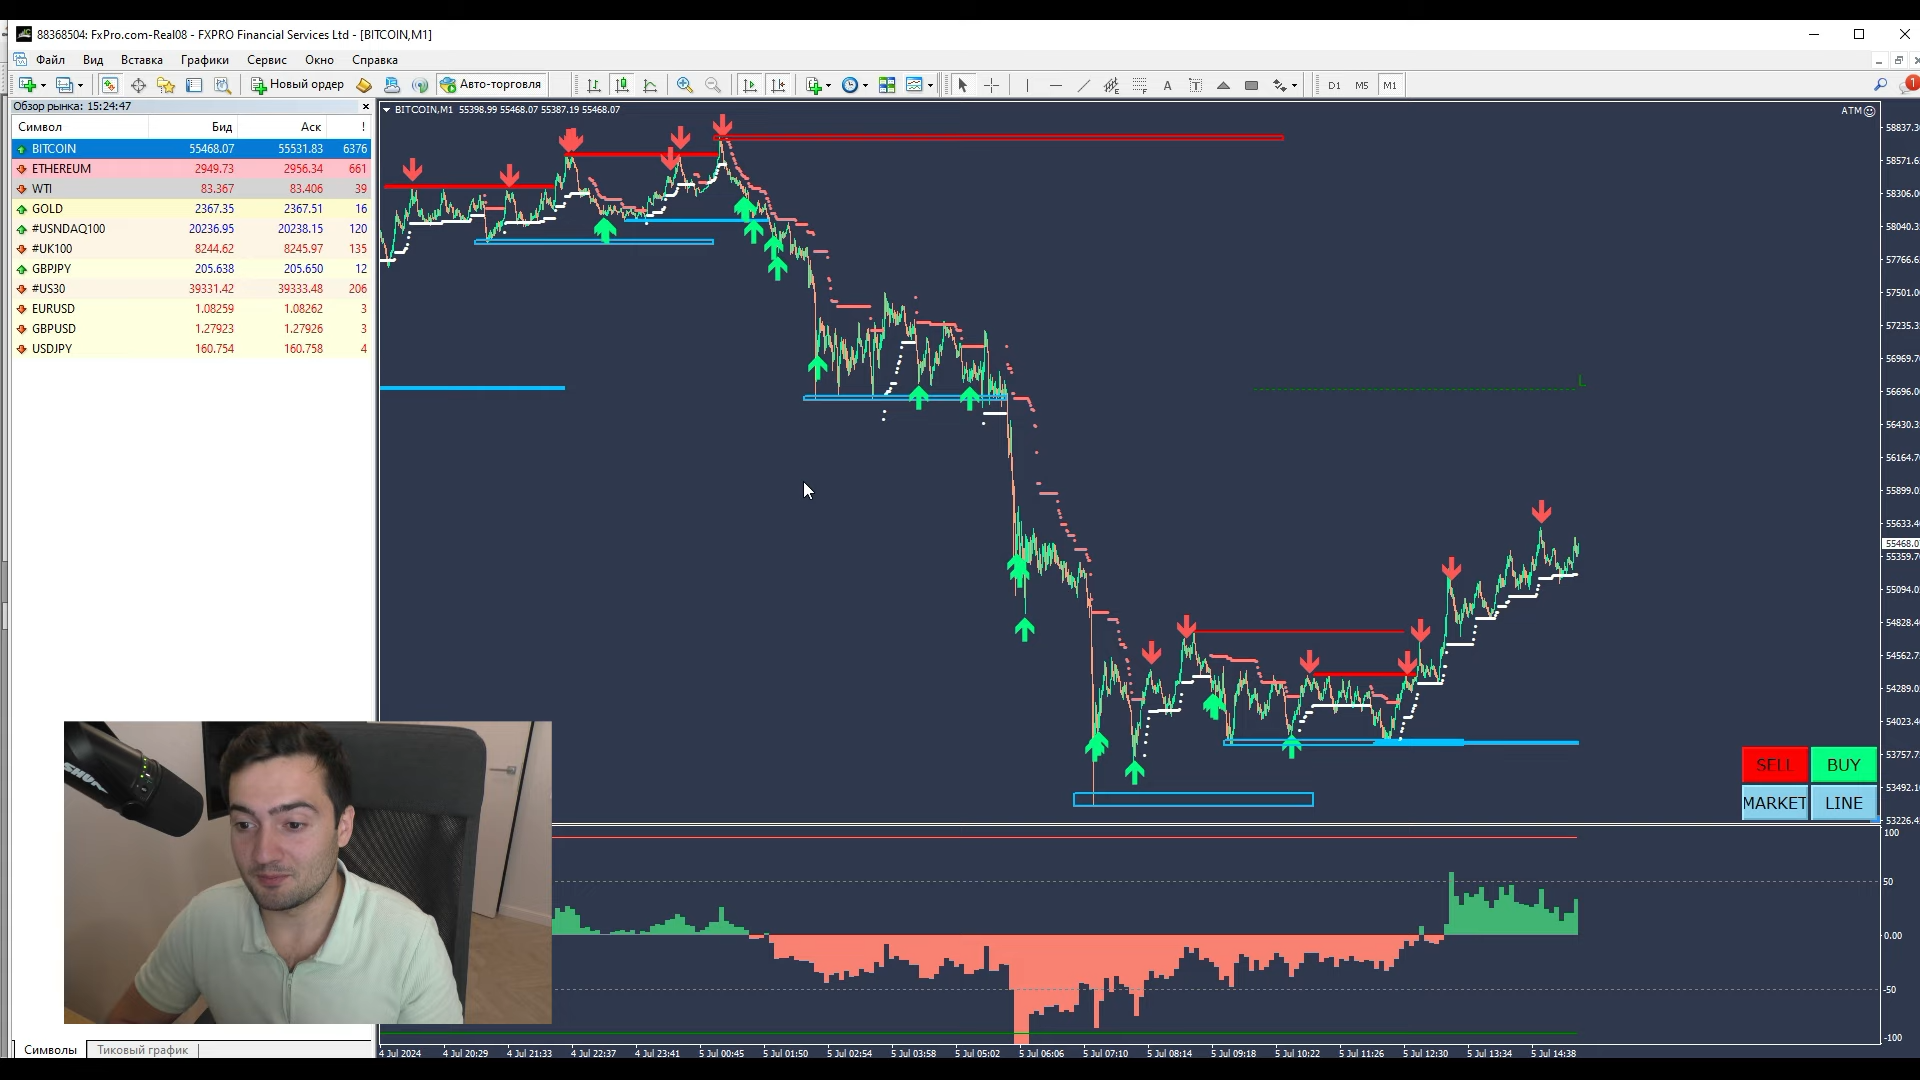 88368504: FxPro.com-Real08 - FXPRO Financial Services Ltd - [BITCOIN,M1]
Файл Вид Вставка Графики Сервис Окно Справка
Новый ордер Авто-торговля A T D1 M5 M1 1
Обзор рынка: 15:24:47
Символ Бид Аск !
BITCOIN 55468.07 55531.83 6376
ETHEREUM 2949.73 2956.34 661
WTI 83.367 83.406 39
GOLD 2367.35 2367.51 16
#USNDAQ100 20236.95 20238.15 120
#UK100 8244.62 8245.97 135
GBPJPY 205.638 205.650 12
#US30 39331.42 39333.48 206
EURUSD 1.08259 1.08262 3
GBPUSD 1.27923 1.27926 3
USDJPY 160.754 160.758 4
Символы Тиковый график
BITCOIN,M1 55398.99 55468.07 55387.19 55468.07
ATM
L
58837.3
58571.6
58306.0
58040.3
57766.6
57501.0
57235.3
56969.7
56696.0
56430.3
56164.7
55899.0
55633.4
55468.0
55359.7
55094.0
54828.4
54562.7
54289.0
54023.4
53757.7
53492.1
53226.4
SELL BUY
MARKET LINE
100
50
0.00
-50
-100
4 Jul 2024 4 Jul 20:29 4 Jul 21:33 4 Jul 22:37 4 Jul 23:41 5 Jul 00:45 5 Jul 01:50 5 Jul 02:54 5 Jul 03:58 5 Jul 05:02 5 Jul 06:06 5 Jul 07:10 5 Jul 08:14 5 Jul 09:18 5 Jul 10:22 5 Jul 11:26 5 Jul 12:30 5 Jul 13:34 5 Jul 14:38
SHURE